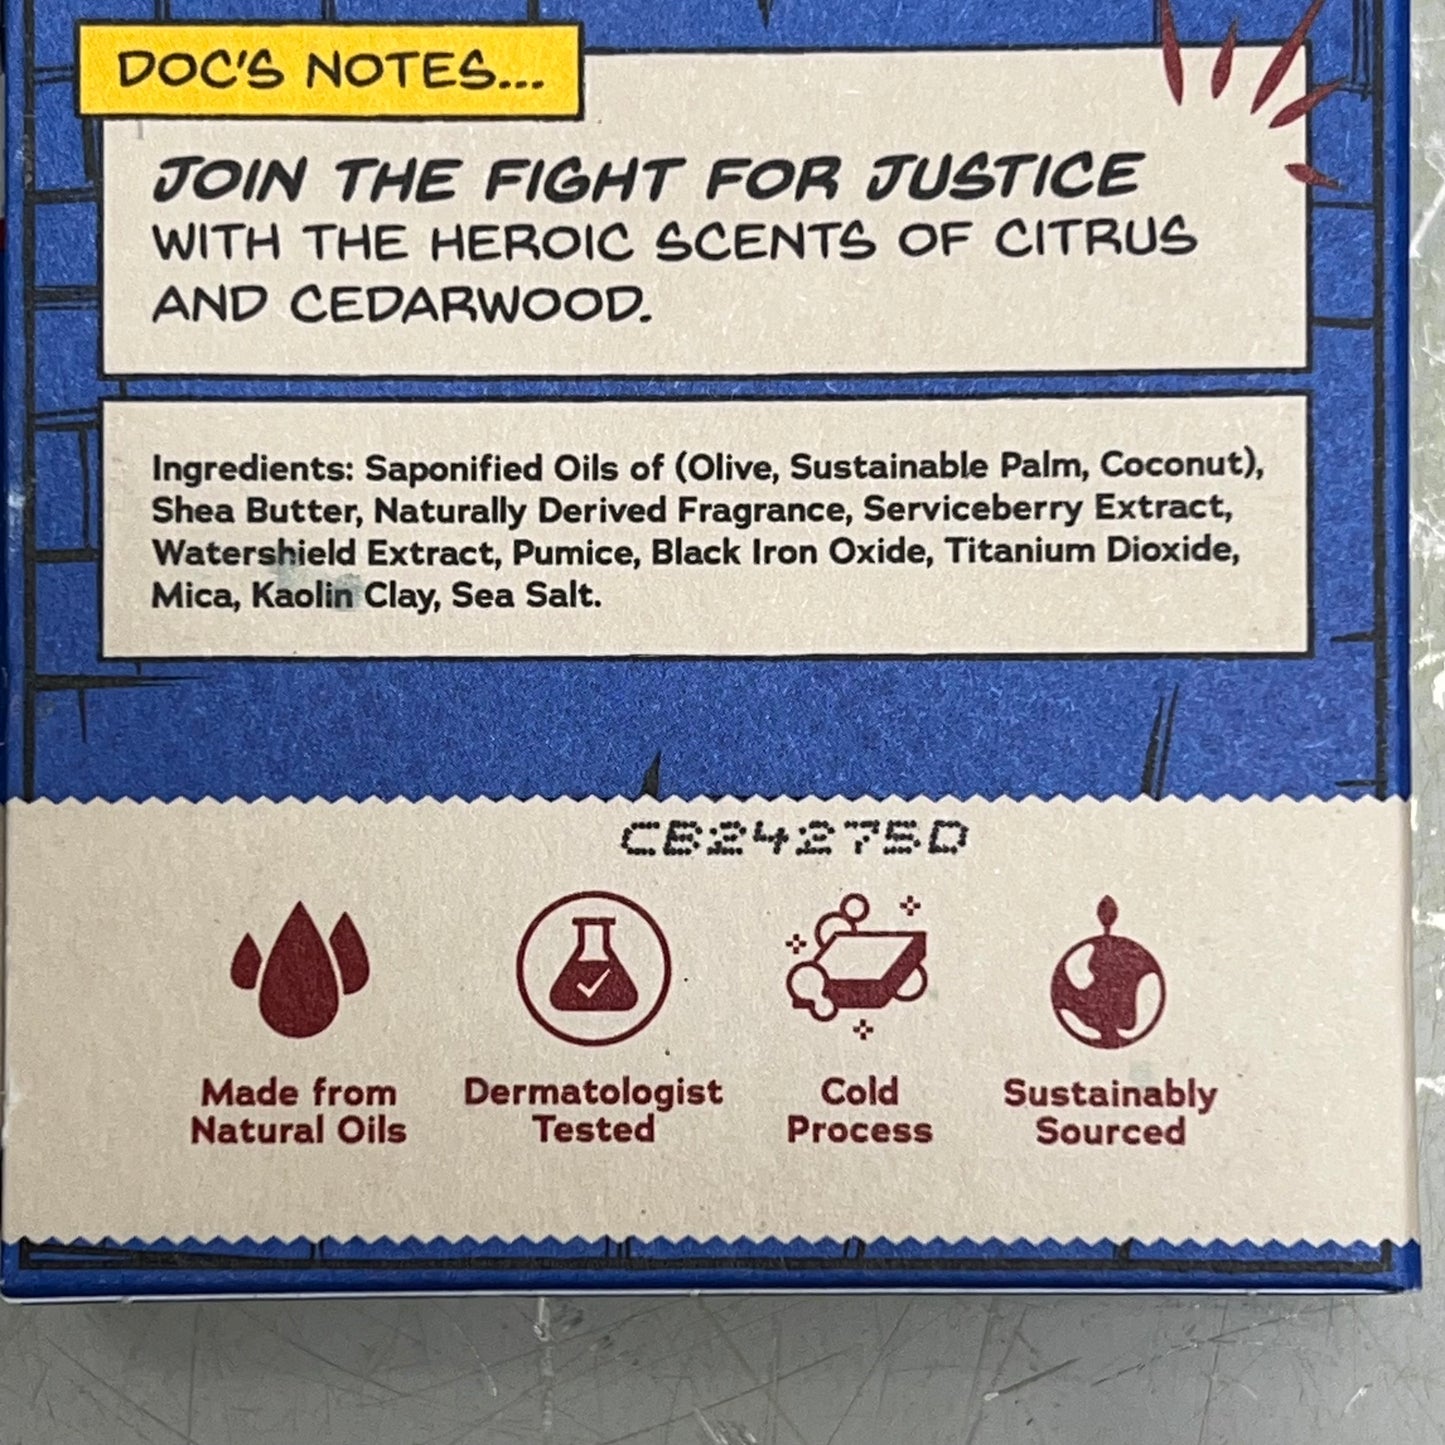 DOC'S NOTES...
JOIN THE FIGHT FOR JUSTICE
WITH THE HEROIC SCENTS OF CITRUS
AND CEDARWOOD.
Ingredients: Saponified Oils of (Olive, Sustainable Palm, Coconut),
Shea Butter, Naturally Derived Fragrance, Serviceberry Extract,
Watershield Extract, Pumice, Black Iron Oxide, Titanium Dioxide,
Mica, Kaolin Clay, Sea Salt.
CB24275D
Made from
Natural Oils
Dermatologist
Tested
Cold
Process
Sustainably
Sourced